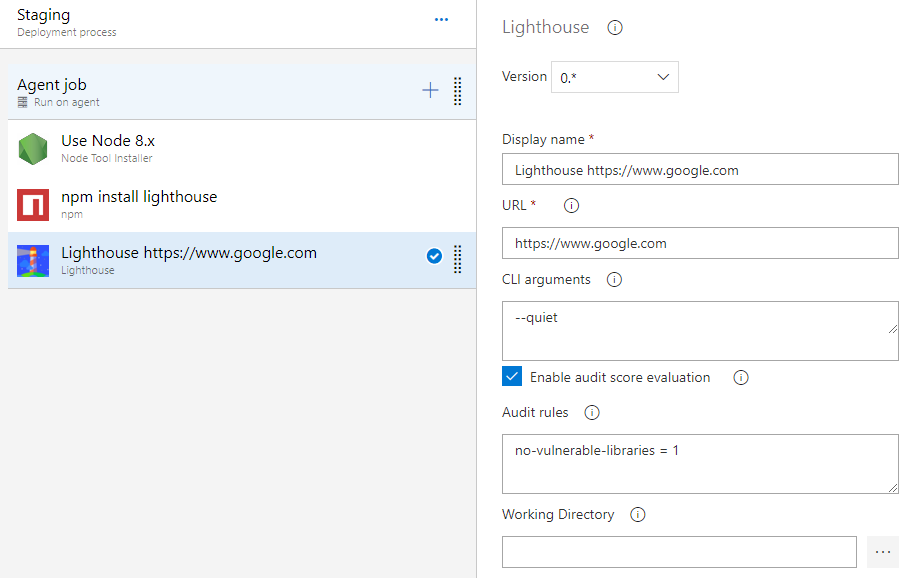 Staging
Deployment process
Agent job
Run on agent
Use Node 8.x
Node Tool Installer
npm install lighthouse
npm
Lighthouse https://www.google.com
Lighthouse
Lighthouse
Version 0.*
Display name *
Lighthouse https://www.google.com
URL *
https://www.google.com
CLI arguments
--quiet
Enable audit score evaluation
Audit rules
no-vulnerable-libraries = 1
Working Directory